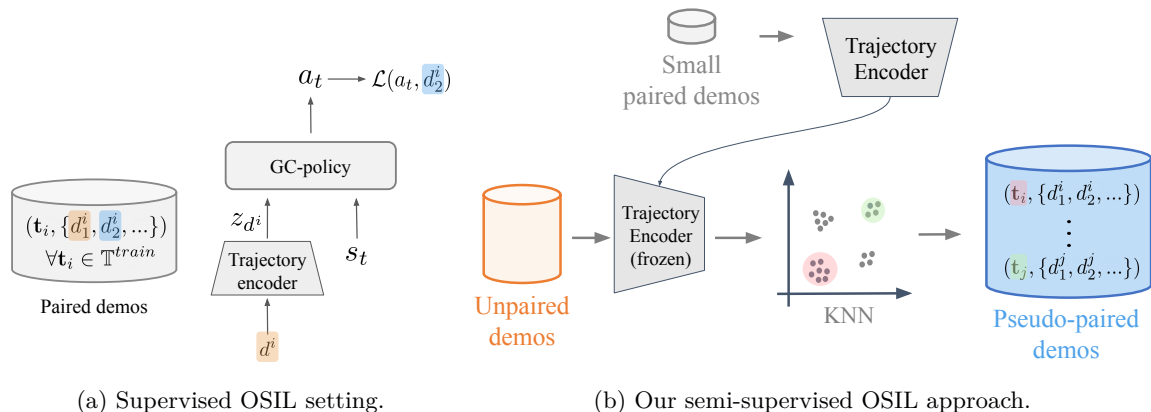 a_t
ℒ(a_t, d_2^i)
GC-policy
(t_i, {d_1^i, d_2^i, ...})
∀t_i ∈ 𝕋^{train}
Paired demos
z_{d^i}
s_t
Trajectory
encoder
d^i
(a) Supervised OSIL setting.
Small
paired demos
Trajectory
Encoder
Unpaired
demos
Trajectory
Encoder
(frozen)
KNN
(t_i, {d_1^i, d_2^i, ...})
⋮
(t_j, {d_1^j, d_2^j, ...})
Pseudo-paired
demos
(b) Our semi-supervised OSIL approach.